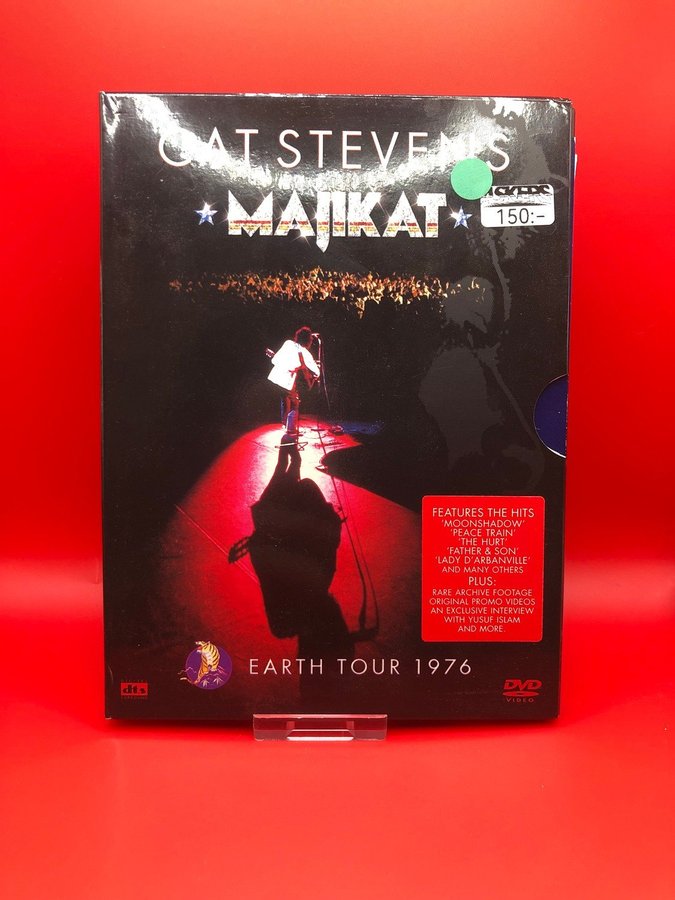 CAT STEVENS
MAJIKAT
150:-
FEATURES THE HITS
'MOONSHADOW'
'PEACE TRAIN'
'THE HURT'
'FATHER & SON'
'LADY D'ARBANVILLE'
AND MANY OTHERS
PLUS:
RARE ARCHIVE FOOTAGE
ORIGINAL PROMO VIDEOS
AN EXCLUSIVE INTERVIEW
WITH YUSUF ISLAM
AND MORE.
EARTH TOUR 1976
dts
DVD
VIDEO